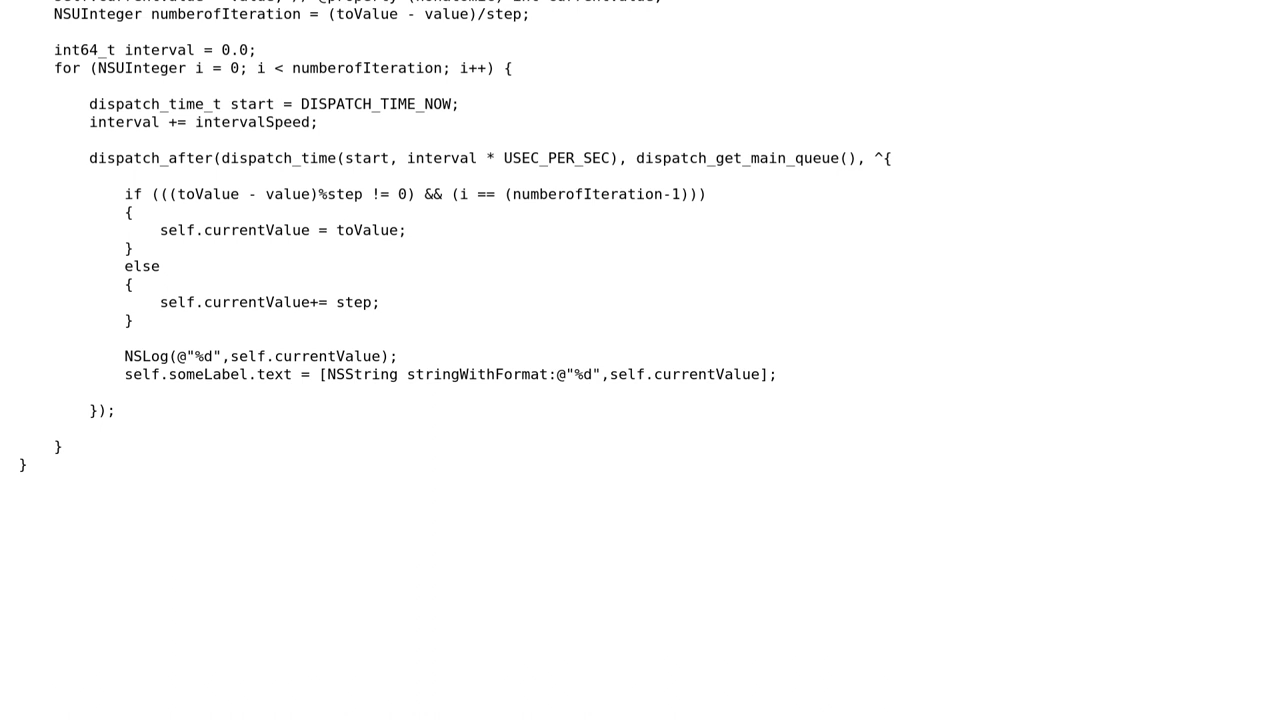 NSUInteger numberofIteration = (toValue - value)/step;
int64_t interval = 0.0;
for (NSUInteger i = 0; i < numberofIteration; i++) {
dispatch_time_t start = DISPATCH_TIME_NOW;
interval += intervalSpeed;
dispatch_after(dispatch_time(start, interval * USEC_PER_SEC), dispatch_get_main_queue(), ^{
if (((toValue - value)%step != 0) && (i == (numberofIteration-1)))
{
self.currentValue = toValue;
}
else
{
self.currentValue+= step;
}
NSLog(@"%d",self.currentValue);
self.someLabel.text = [NSString stringWithFormat:@"%d",self.currentValue];
});
}
}